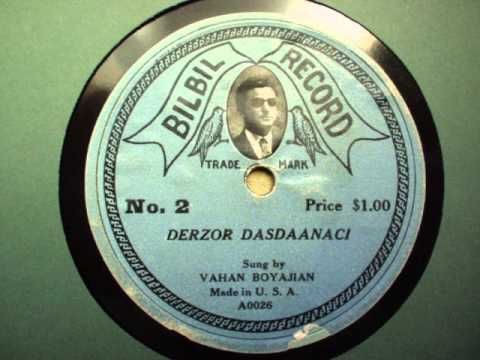 BILBIL RECORD
TRADE MARK
No. 2 Price $1.00
DERZOR DASDAANACI
Sung by
VAHAN BOYAJIAN
Made in U. S. A.
A0026